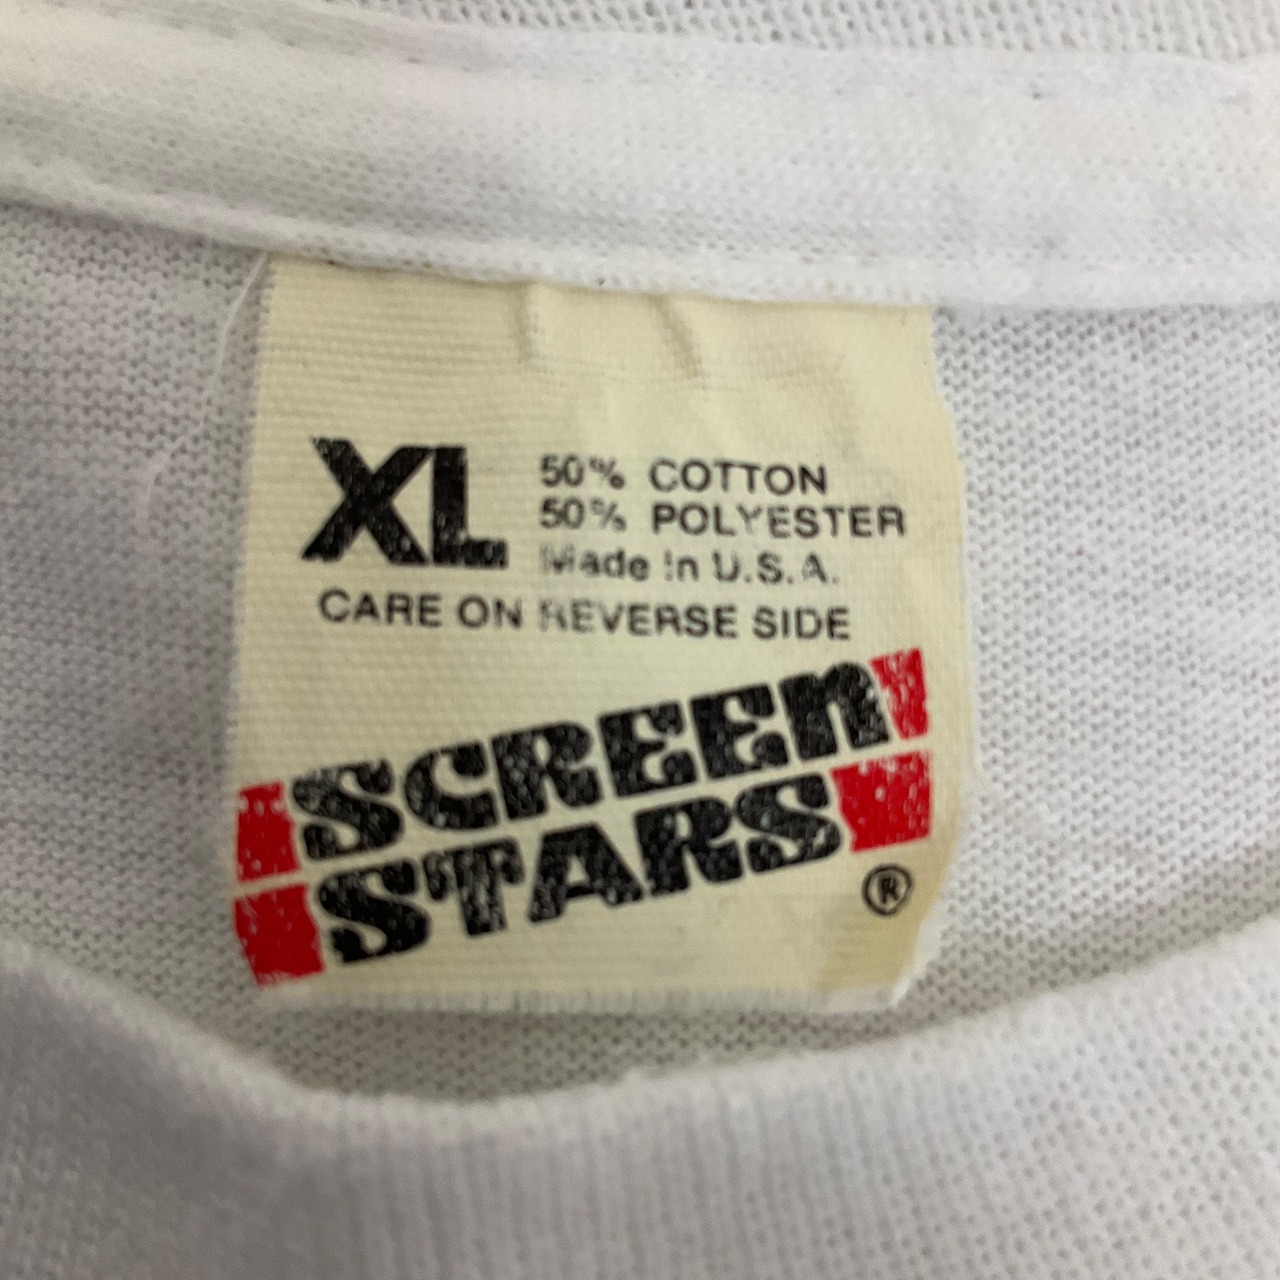 XL
50% COTTON
50% POLYESTER
Made in U.S.A.
CARE ON REVERSE SIDE
SCREEn
STARS
®